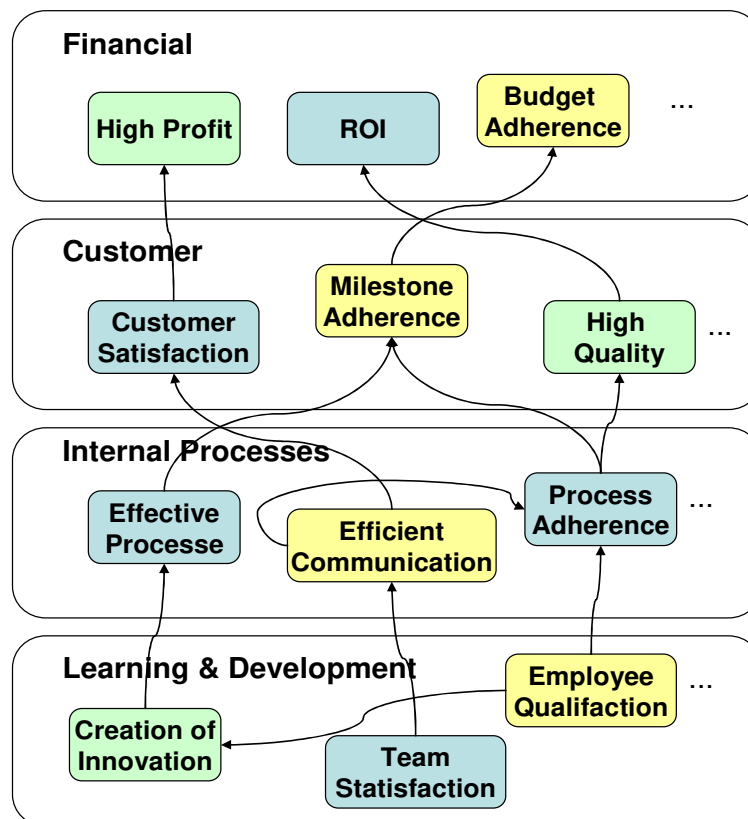 Financial
High Profit
ROI
Budget
Adherence
...
Customer
Customer
Satisfaction
Milestone
Adherence
High
Quality
...
Internal Processes
Effective
Processe
Efficient
Communication
Process
Adherence
...
Learning & Development
Creation of
Innovation
Team
Statisfaction
Employee
Qualifaction
...